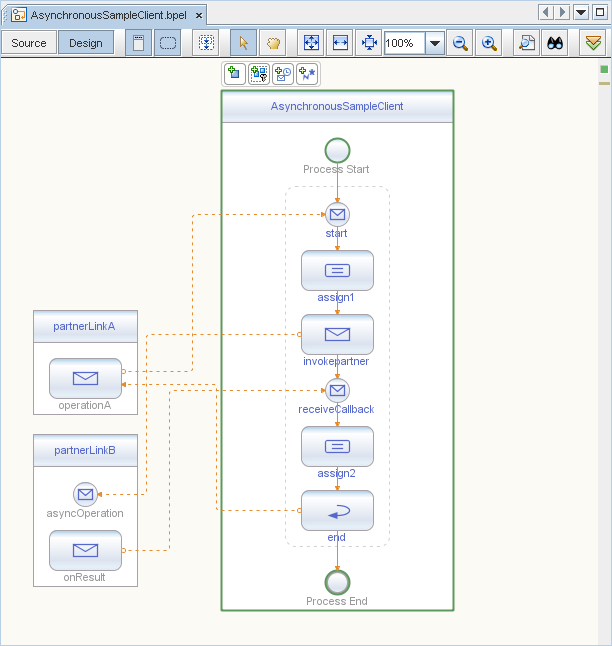 AsynchronousSampleClient.bpel
Source
Design
100%
AsynchronousSampleClient
Process Start
start
assign1
partnerLinkA
operationA
invokepartner
receiveCallback
partnerLinkB
asyncOperation
onResult
assign2
end
Process End